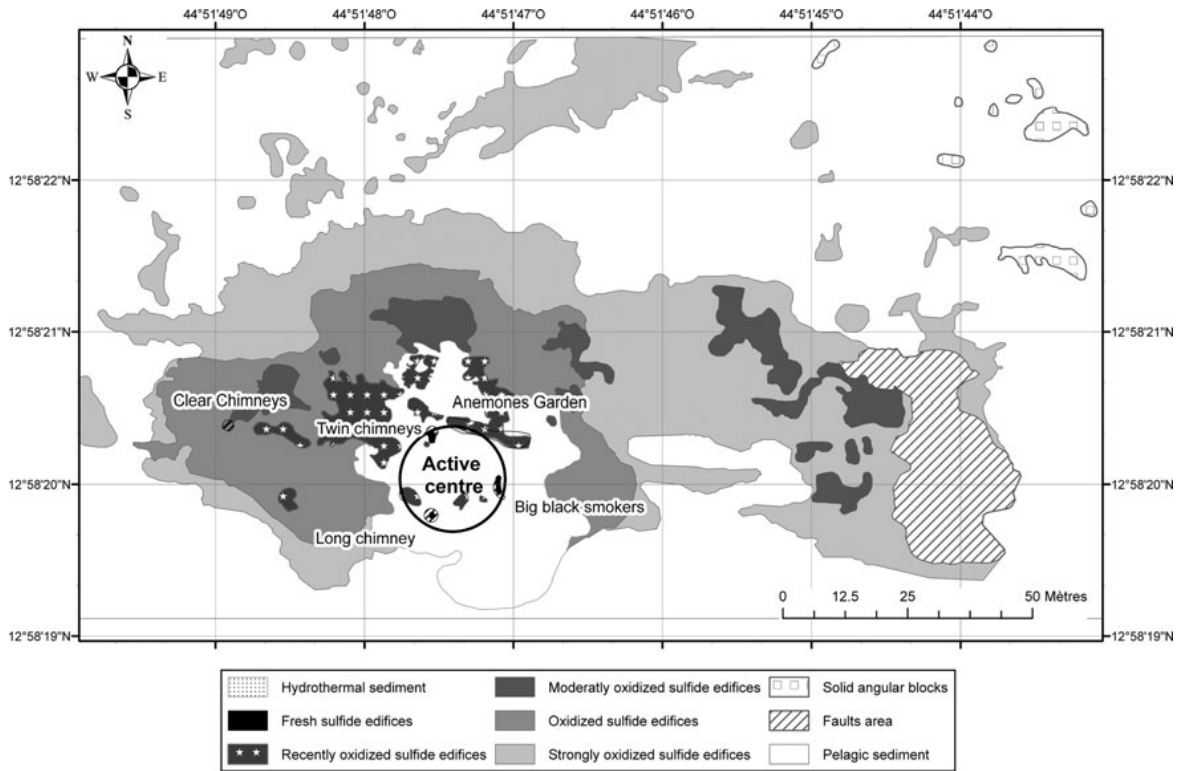 44°51'49"O 44°51'48"O 44°51'47"O 44°51'46"O 44°51'45"O 44°51'44"O
N
W E
S
12°58'22"N 12°58'22"N
12°58'21"N 12°58'21"N
Clear Chimneys
Anemones Garden
Twin chimneys
Active
centre
12°58'20"N 12°58'20"N
Big black smokers
Long chimney
0 12.5 25 50 Mètres
12°58'19"N 12°58'19"N
Hydrothermal sediment Moderatly oxidized sulfide edifices Solid angular blocks
Fresh sulfide edifices Oxidized sulfide edifices Faults area
Recently oxidized sulfide edifices Strongly oxidized sulfide edifices Pelagic sediment